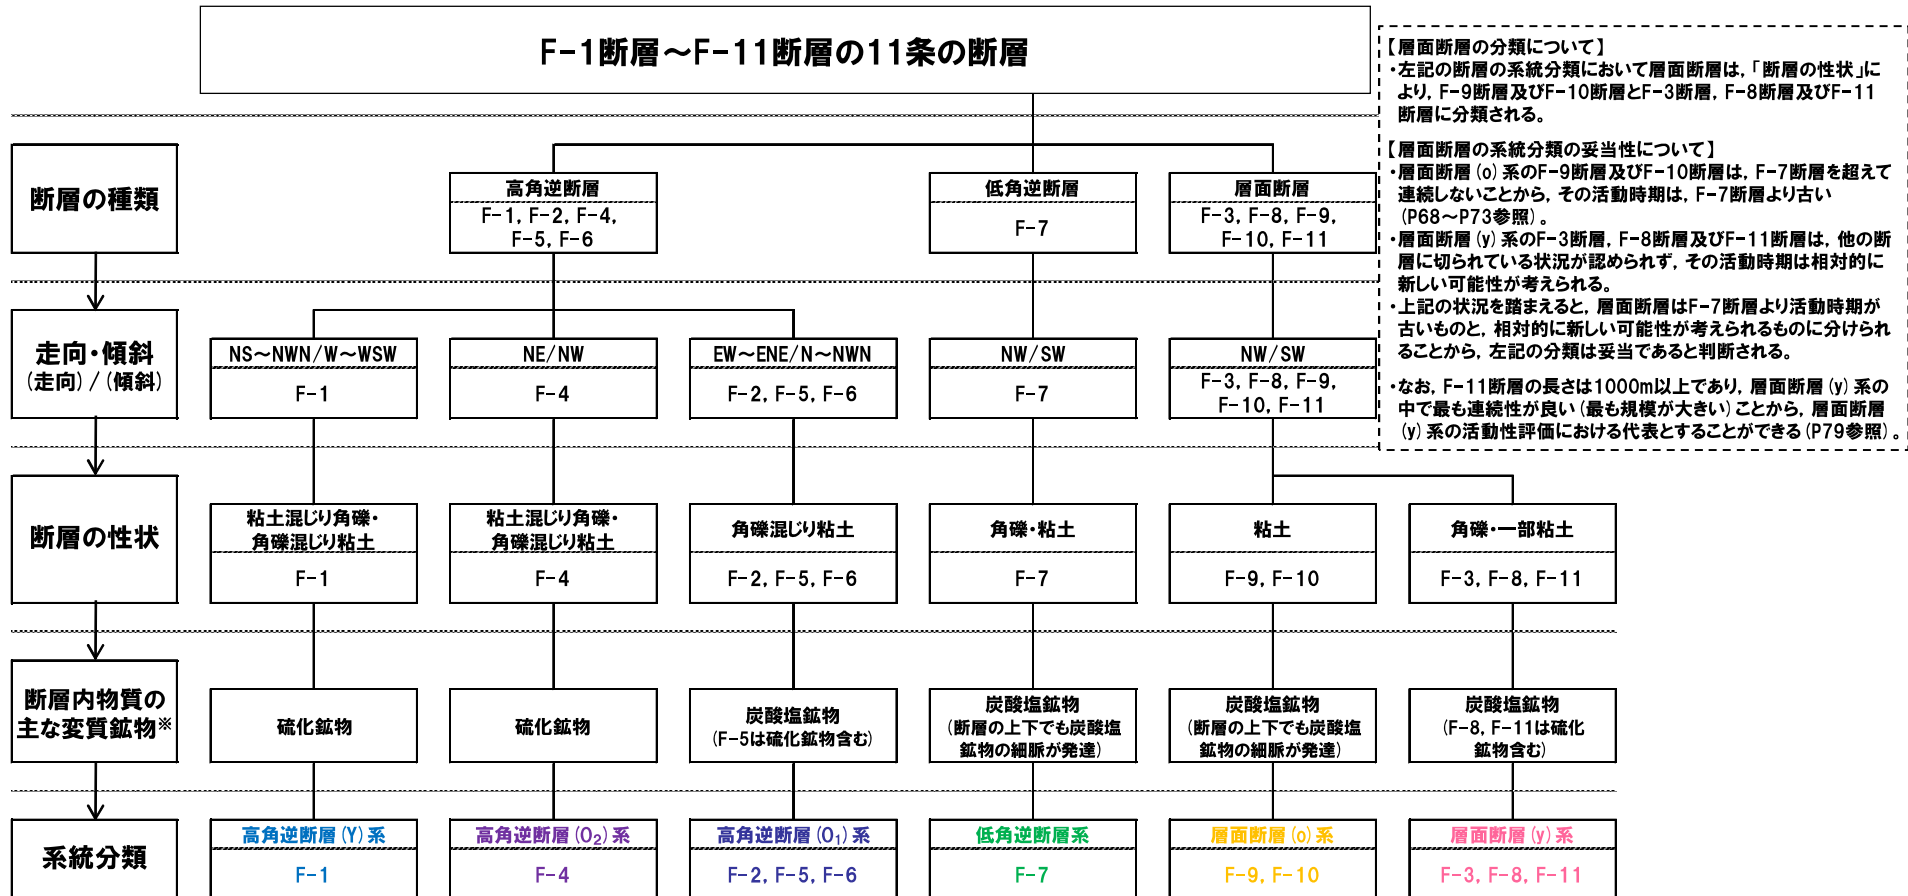 F-1断層～F-11断層の11条の断層
【層面断層の分類について】
・左記の断層の系統分類において層面断層は，「断層の性状」に
より，F-9断層及びF-10断層とF-3断層，F-8断層及びF-11
断層に分類される。
【層面断層の系統分類の妥当性について】
・層面断層(o)系のF-9断層及びF-10断層は，F-7断層を超えて
連続しないことから，その活動時期は，F-7断層より古い
（P68～P73参照）。
・層面断層(y)系のF-3断層，F-8断層及びF-11断層は，他の断
層に切られている状況が認められず，その活動時期は相対的に
新しい可能性が考えられる。
・上記の状況を踏まえると，層面断層はF-7断層より活動時期が
古いものと，相対的に新しい可能性が考えられるものに分けられ
ることから，左記の分類は妥当であると判断される。
・なお，F-11断層の長さは1000m以上であり，層面断層(y)系の
中で最も連続性が良い（最も規模が大きい）ことから，層面断層
(y)系の活動性評価における代表とすることができる（P79参照）。
断層の種類
高角逆断層
F-1，F-2，F-4，
F-5，F-6
低角逆断層
F-7
層面断層
F-3，F-8，F-9，
F-10，F-11
走向・傾斜
（走向）/（傾斜）
NS～NWN/W～WSW
F-1
NE/NW
F-4
EW～ENE/N～NWN
F-2，F-5，F-6
NW/SW
F-7
NW/SW
F-3，F-8，F-9，
F-10，F-11
断層の性状
粘土混じり角礫・
角礫混じり粘土
F-1
粘土混じり角礫・
角礫混じり粘土
F-4
角礫混じり粘土
F-2，F-5，F-6
角礫・粘土
F-7
粘土
F-9，F-10
角礫・一部粘土
F-3，F-8，F-11
断層内物質の
主な変質鉱物※
硫化鉱物
硫化鉱物
炭酸塩鉱物
（F-5は硫化鉱物含む）
炭酸塩鉱物
（断層の上下でも炭酸塩
鉱物の細脈が発達）
炭酸塩鉱物
（断層の上下でも炭酸塩
鉱物の細脈が発達）
炭酸塩鉱物
（F-8，F-11は硫化
鉱物含む）
系統分類
高角逆断層(Y)系
F-1
高角逆断層(O₂)系
F-4
高角逆断層(O₁)系
F-2，F-5，F-6
低角逆断層系
F-7
層面断層(o)系
F-9，F-10
層面断層(y)系
F-3，F-8，F-11